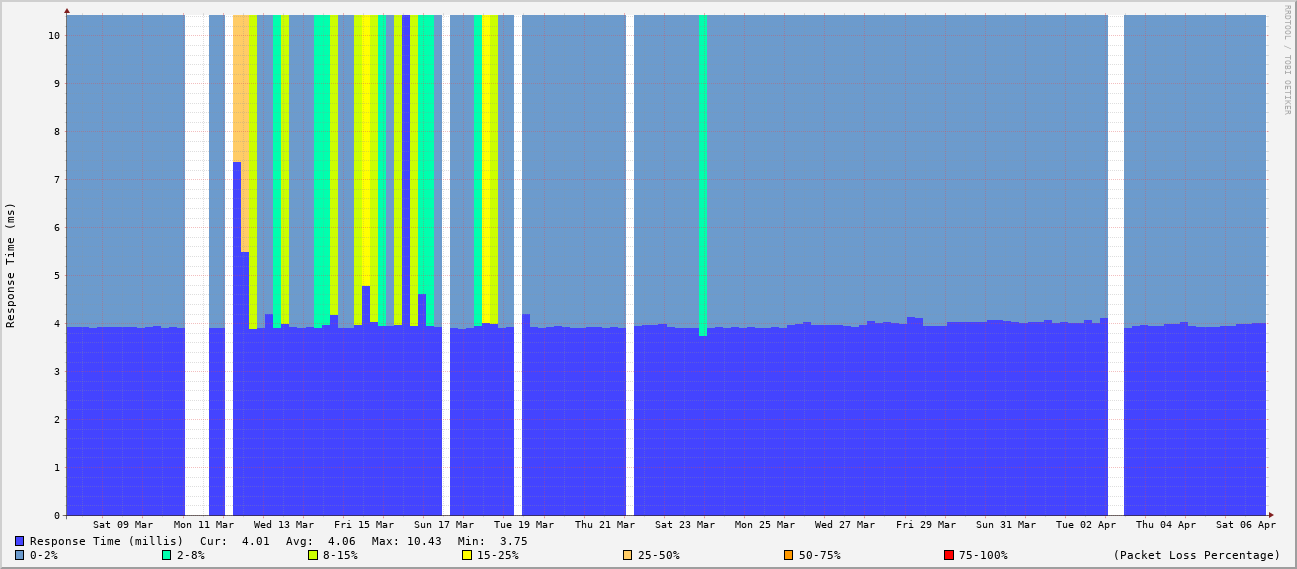 RRDTOOL / TOBI OETIKER
Response Time (ms)
10
9
8
7
6
5
4
3
2
1
0
Sat 09 Mar Mon 11 Mar Wed 13 Mar Fri 15 Mar Sun 17 Mar Tue 19 Mar Thu 21 Mar Sat 23 Mar Mon 25 Mar Wed 27 Mar Fri 29 Mar Sun 31 Mar Tue 02 Apr Thu 04 Apr Sat 06 Apr
Response Time (millis) Cur: 4.01 Avg: 4.06 Max: 10.43 Min: 3.75
0-2% 2-8% 8-15% 15-25% 25-50% 50-75% 75-100% (Packet Loss Percentage)